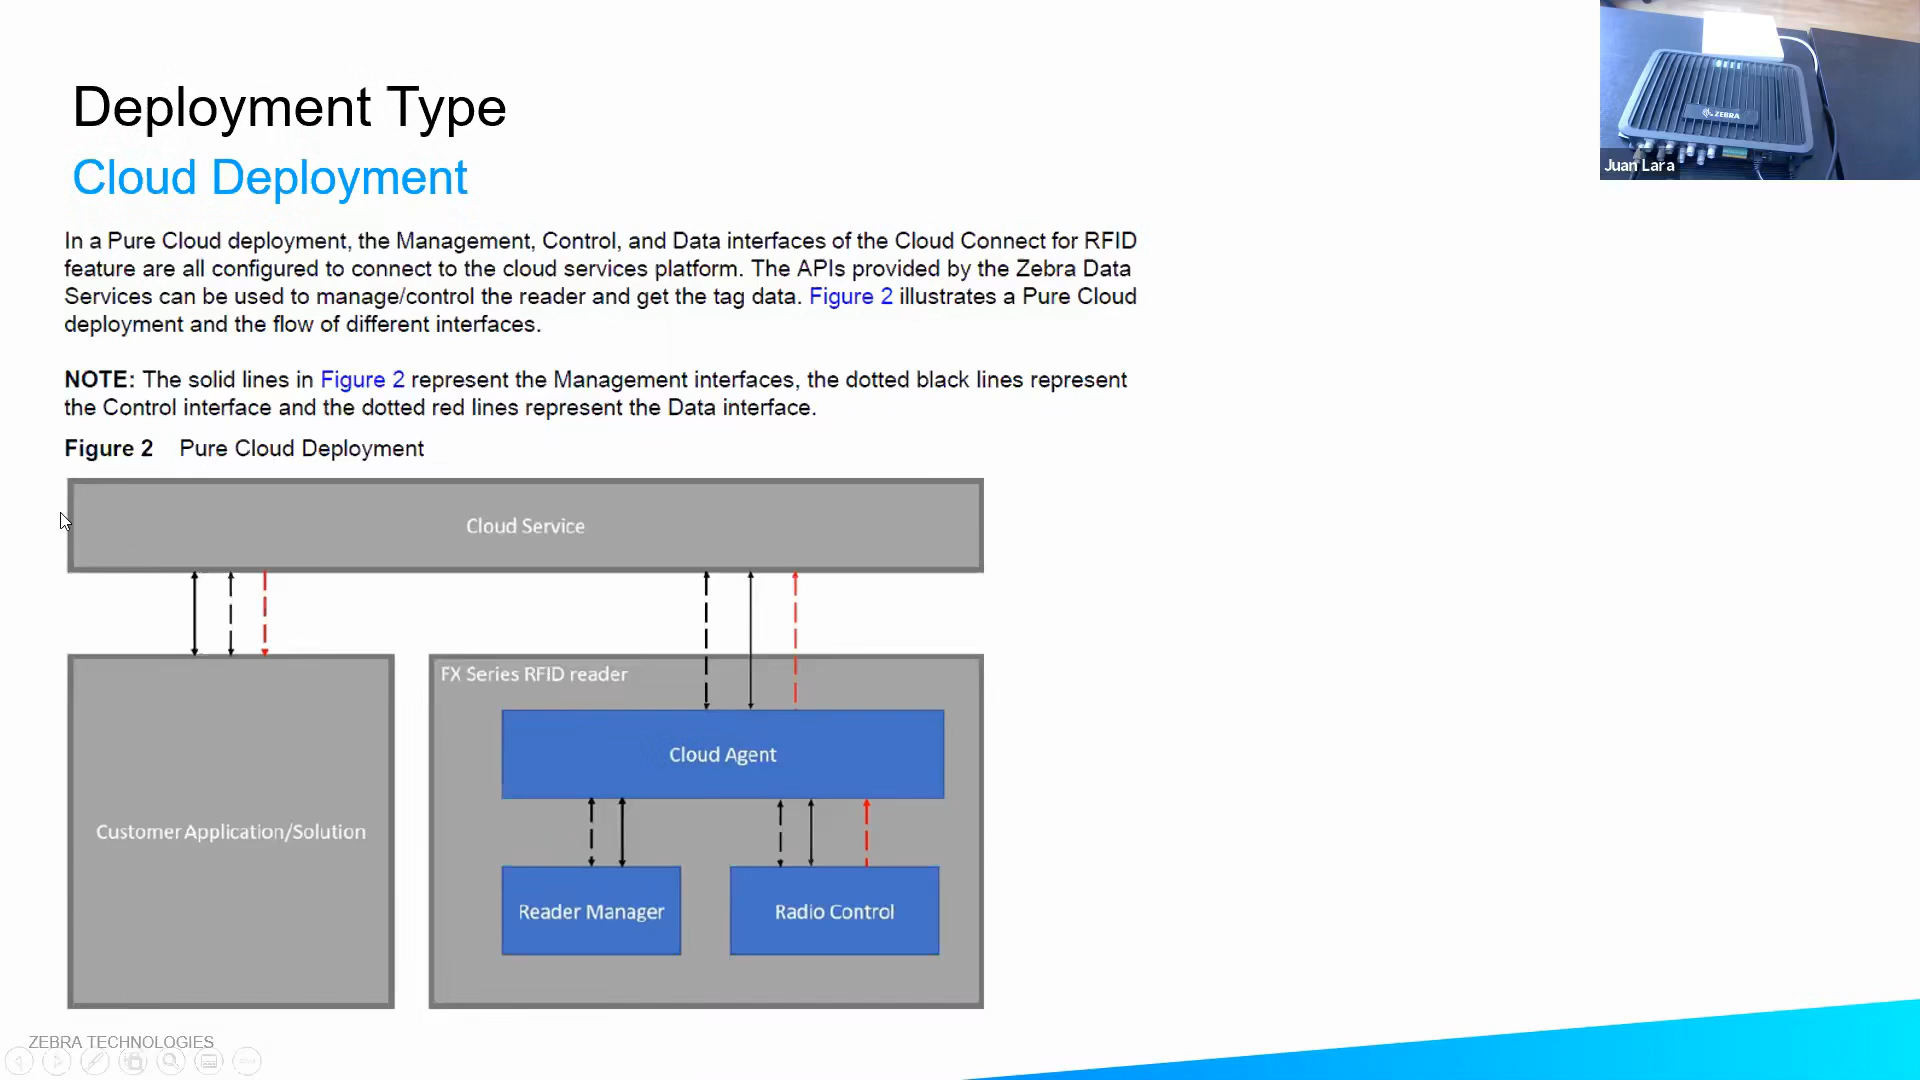 Deployment Type
Cloud Deployment
In a Pure Cloud deployment, the Management, Control, and Data interfaces of the Cloud Connect for RFID
feature are all configured to connect to the cloud services platform. The APIs provided by the Zebra Data
Services can be used to manage/control the reader and get the tag data. Figure 2 illustrates a Pure Cloud
deployment and the flow of different interfaces.
NOTE: The solid lines in Figure 2 represent the Management interfaces, the dotted black lines represent
the Control interface and the dotted red lines represent the Data interface.
Figure 2 Pure Cloud Deployment
Cloud Service
FX Series RFID reader
Cloud Agent
Customer Application/Solution
Reader Manager
Radio Control
ZEBRA TECHNOLOGIES
ZEBRA
Juan Lara